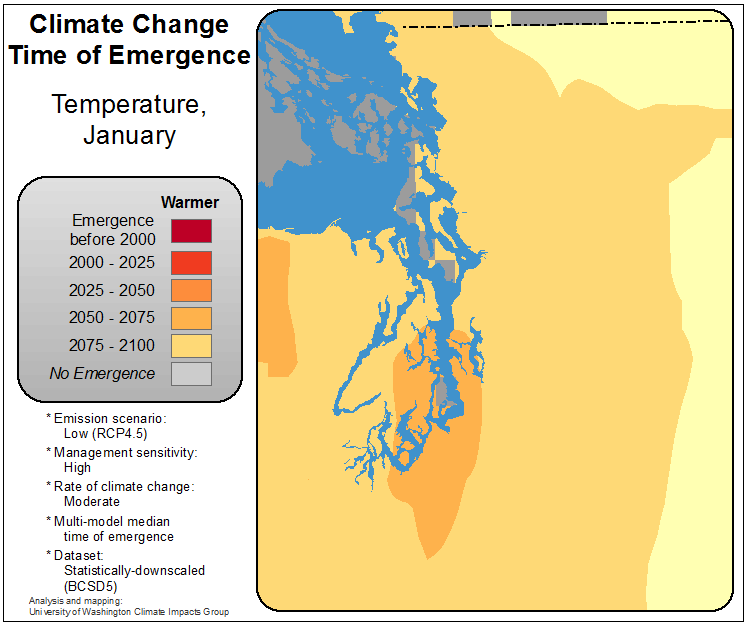 Climate Change
Time of Emergence
Temperature,
January
Warmer
Emergence
before 2000
2000 - 2025
2025 - 2050
2050 - 2075
2075 - 2100
No Emergence
* Emission scenario:
Low (RCP4.5)
* Management sensitivity:
High
* Rate of climate change:
Moderate
* Multi-model median
time of emergence
* Dataset:
Statistically-downscaled
(BCSD5)
Analysis and mapping:
University of Washington Climate Impacts Group